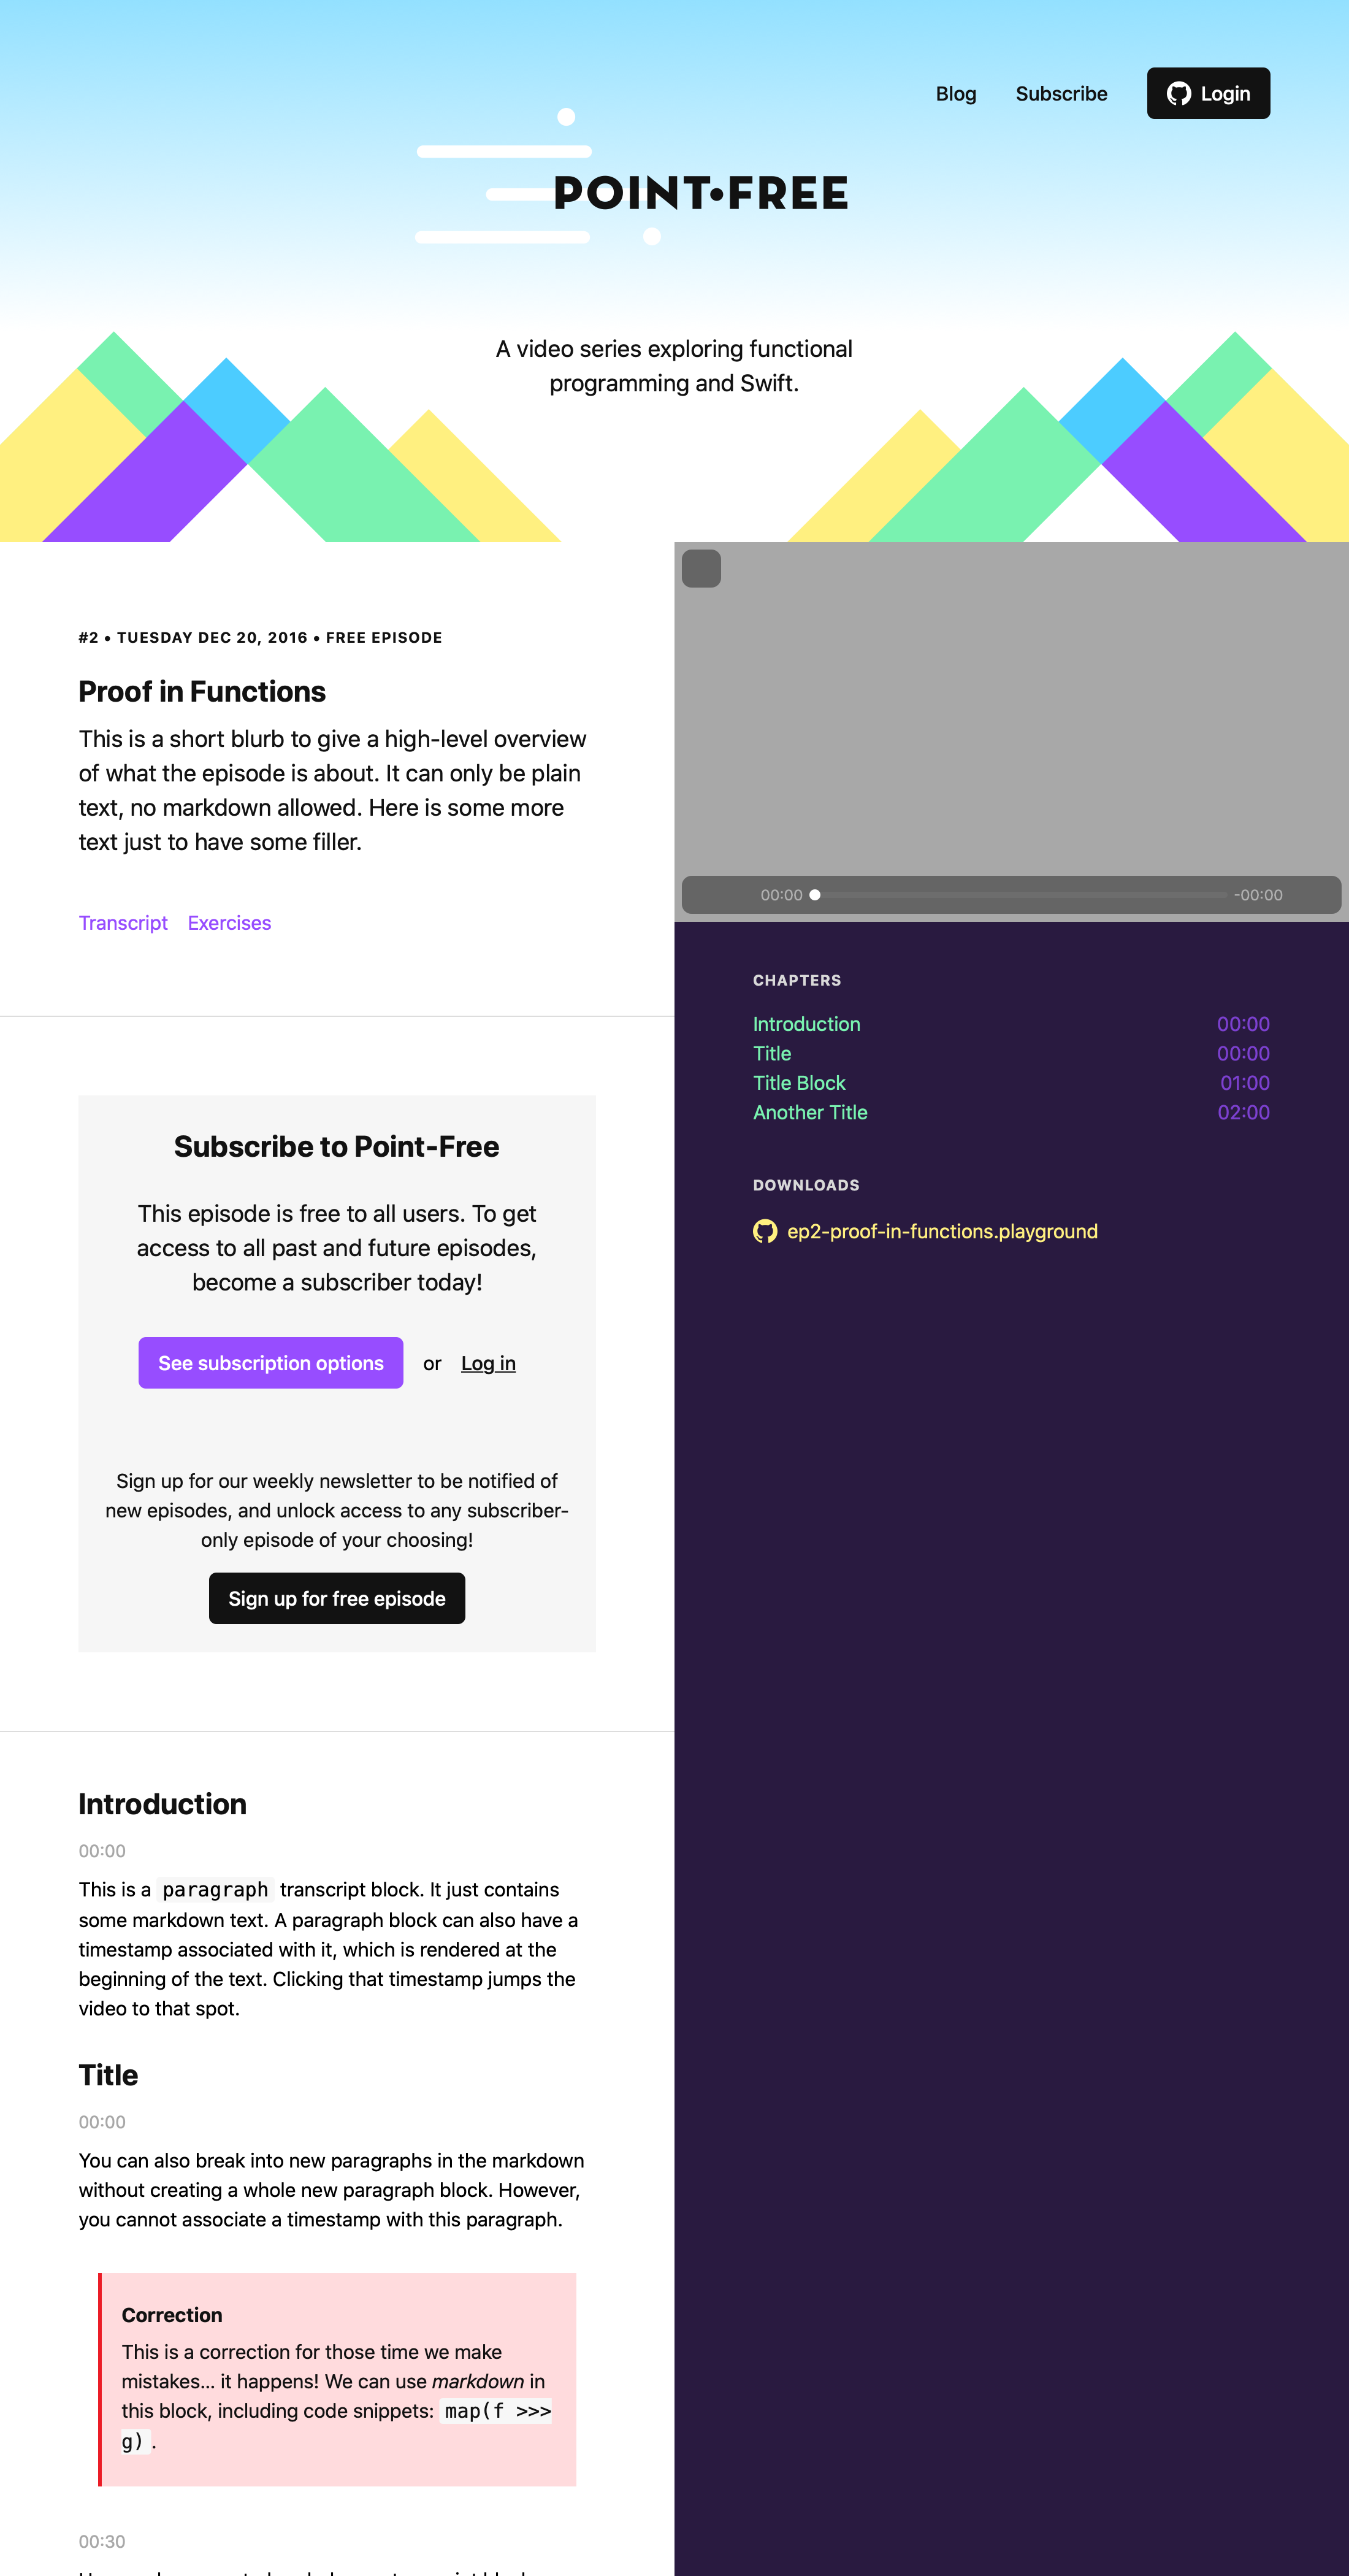 Blog
Subscribe
Login
POINT•FREE
A video series exploring functional
programming and Swift.
#2 • TUESDAY DEC 20, 2016 • FREE EPISODE
Proof in Functions
This is a short blurb to give a high-level overview
of what the episode is about. It can only be plain
text, no markdown allowed. Here is some more
text just to have some filler.
Transcript
Exercises
Subscribe to Point-Free
This episode is free to all users. To get
access to all past and future episodes,
become a subscriber today!
See subscription options
or
Log in
Sign up for our weekly newsletter to be notified of
new episodes, and unlock access to any subscriber-
only episode of your choosing!
Sign up for free episode
Introduction
00:00
This is a paragraph transcript block. It just contains
some markdown text. A paragraph block can also have a
timestamp associated with it, which is rendered at the
beginning of the text. Clicking that timestamp jumps the
video to that spot.
Title
00:00
You can also break into new paragraphs in the markdown
without creating a whole new paragraph block. However,
you cannot associate a timestamp with this paragraph.
Correction
This is a correction for those time we make
mistakes... it happens! We can use markdown in
this block, including code snippets: map(f >>>
g).
00:30
00:00
-00:00
CHAPTERS
Introduction 00:00
Title 00:00
Title Block 01:00
Another Title 02:00
DOWNLOADS
ep2-proof-in-functions.playground